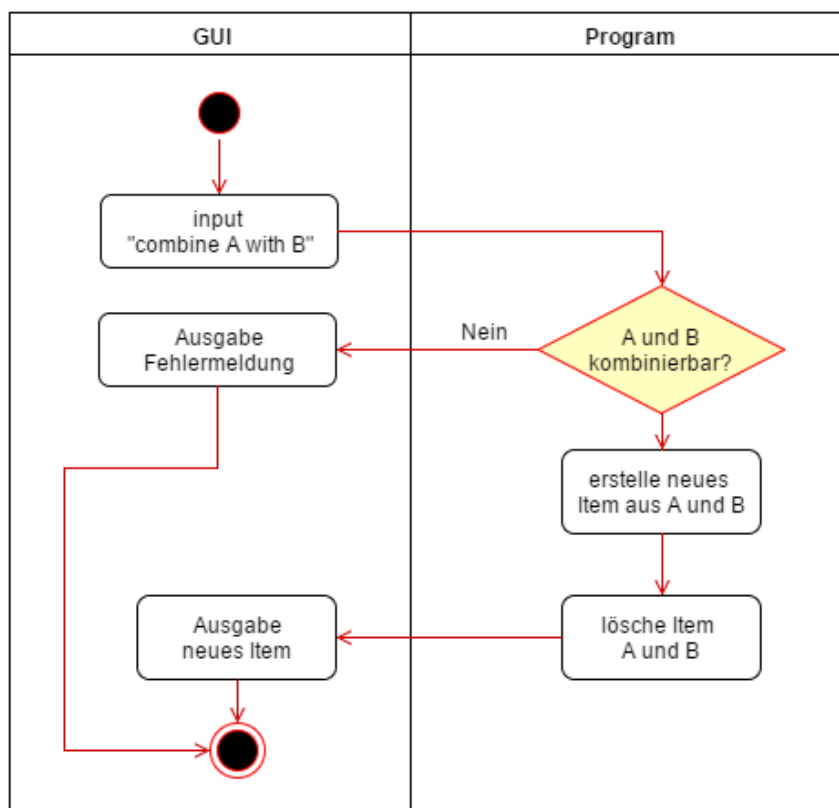 GUI
Program
input
"combine A with B"
Nein
A und B
kombinierbar?
Ausgabe
Fehlermeldung
erstelle neues
Item aus A und B
Ausgabe
neues Item
lösche Item
A und B